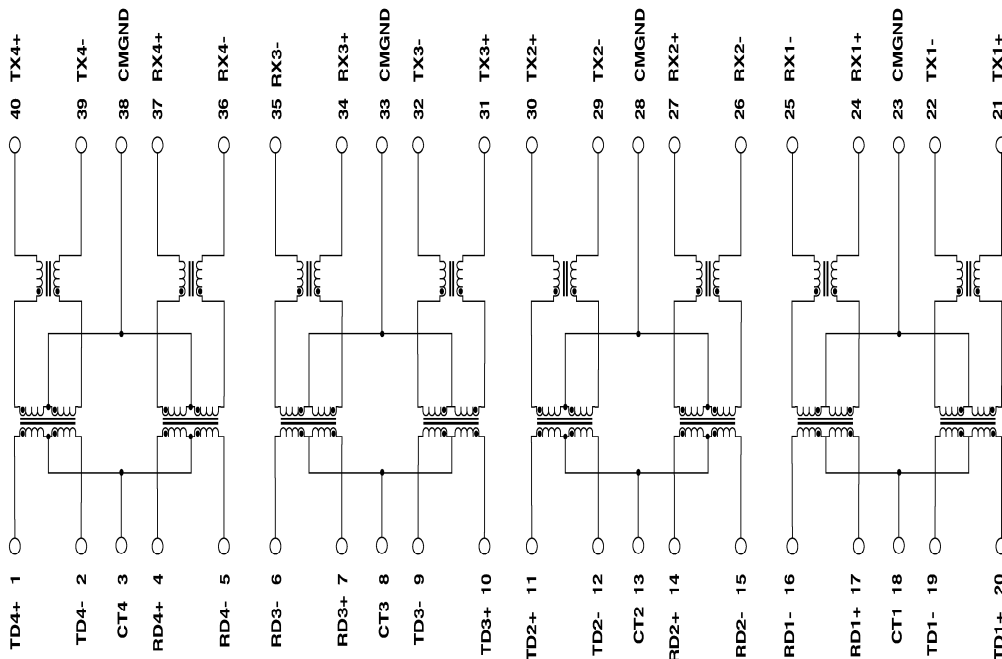 40 TX4+
39 TX4-
38 CMGND
37 RX4+
36 RX4-
35 RX3-
34 RX3+
33 CMGND
32 TX3-
31 TX3+
30 TX2+
29 TX2-
28 CMGND
27 RX2+
26 RX2-
25 RX1-
24 RX1+
23 CMGND
22 TX1-
21 TX1+
TD4+ 1
TD4- 2
CT4 3
RD4+ 4
RD4- 5
RD3- 6
RD3+ 7
CT3 8
TD3- 9
TD3+ 10
TD2+ 11
TD2- 12
CT2 13
RD2+ 14
RD2- 15
RD1- 16
RD1+ 17
CT1 18
TD1- 19
TD1+ 20